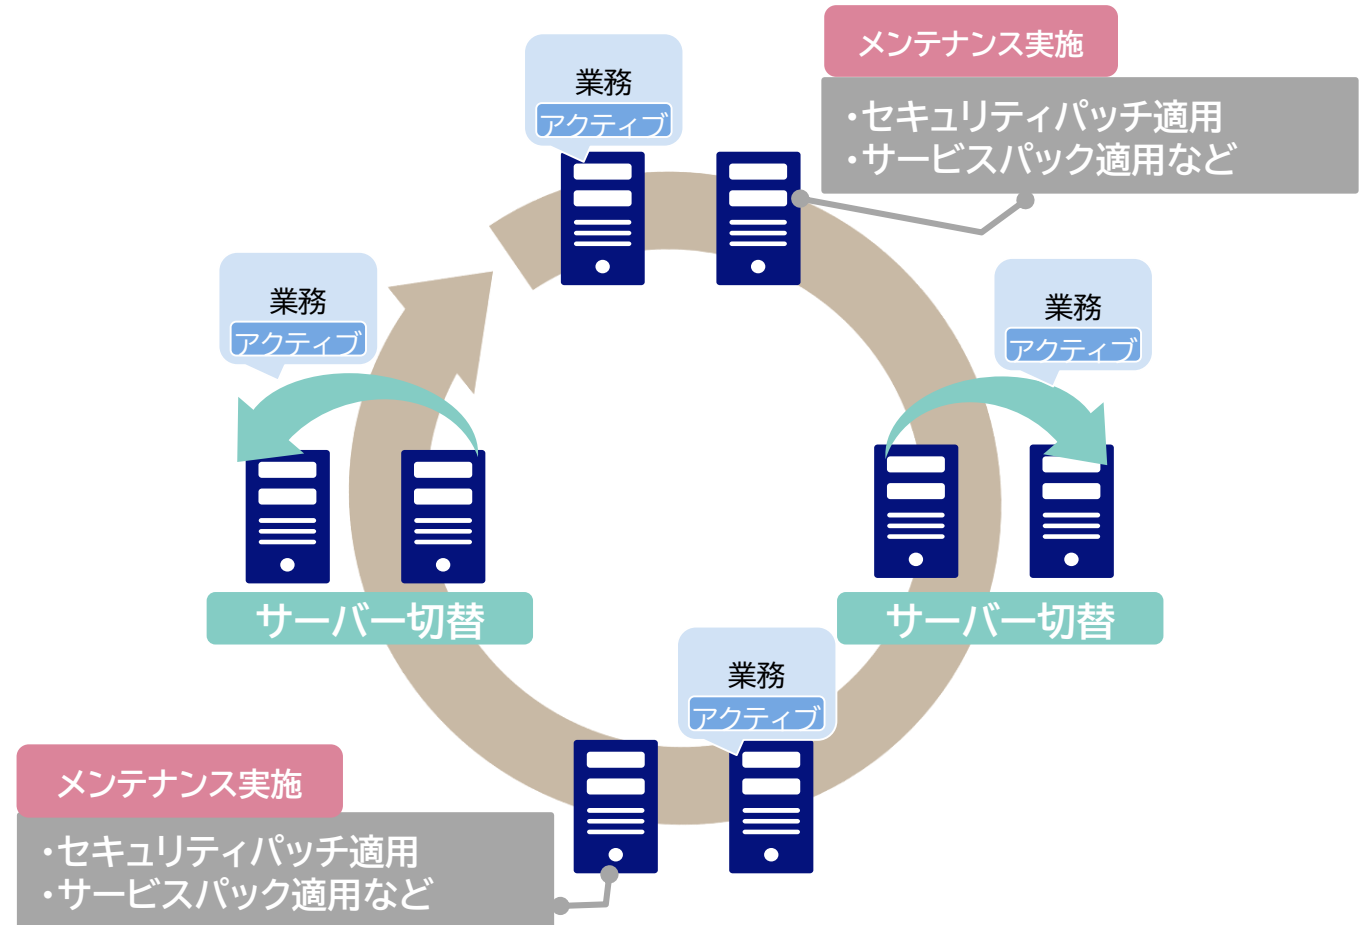 メンテナンス実施
・セキュリティパッチ適用
・サービスパック適用など
業務
アクティブ
業務
アクティブ
業務
アクティブ
サーバー切替
サーバー切替
業務
アクティブ
メンテナンス実施
・セキュリティパッチ適用
・サービスパック適用など